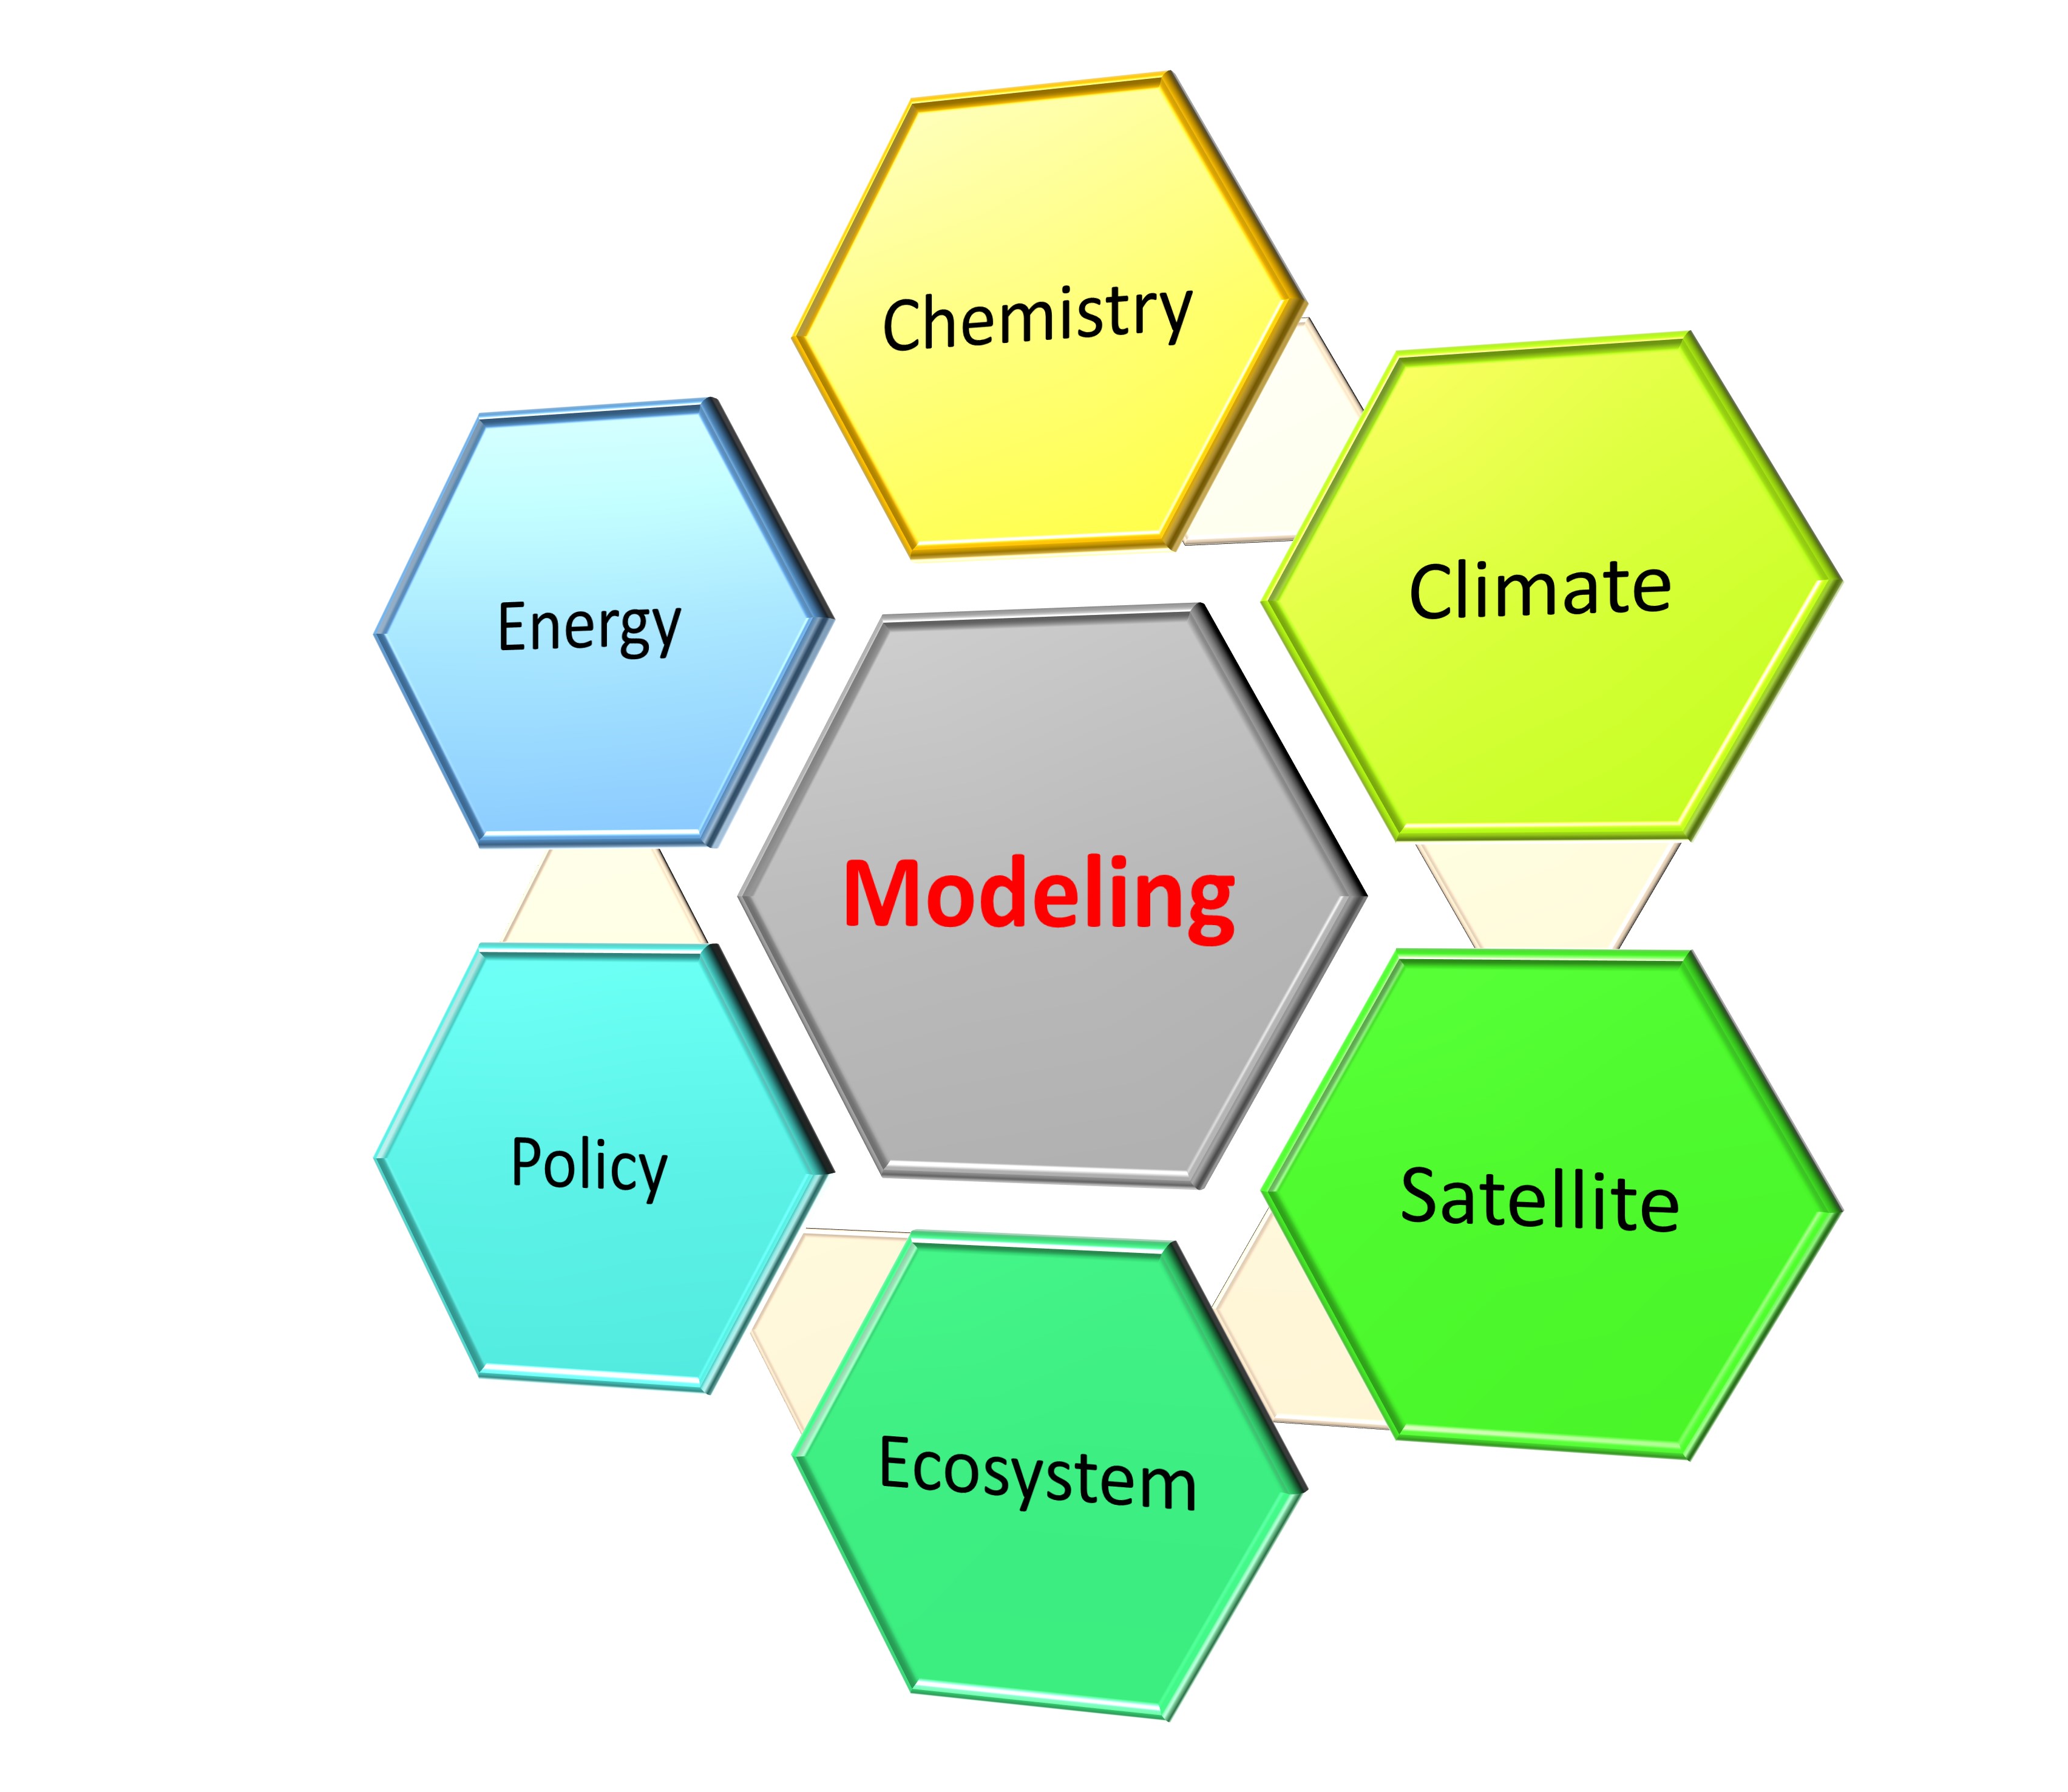 Chemistry
Climate
Energy
Modeling
Policy
Satellite
Ecosystem